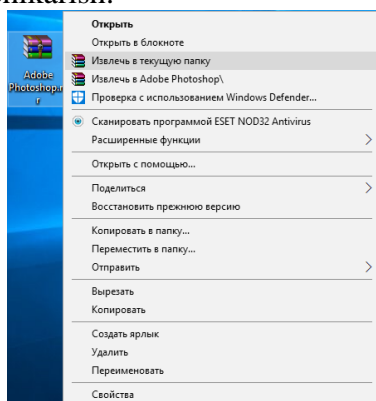 Открыть
Открыть в блокноте
Извлечь в текущую папку
Извлечь в Adobe Photoshop\
Проверка с использованием Windows Defender...
Сканировать программой ESET NOD32 Antivirus
Расширенные функции
Открыть с помощью...
Поделиться
Восстановить прежнюю версию
Копировать в папку...
Переместить в папку...
Отправить
Вырезать
Копировать
Создать ярлык
Удалить
Переименовать
Свойства
Adobe
Photoshop.r